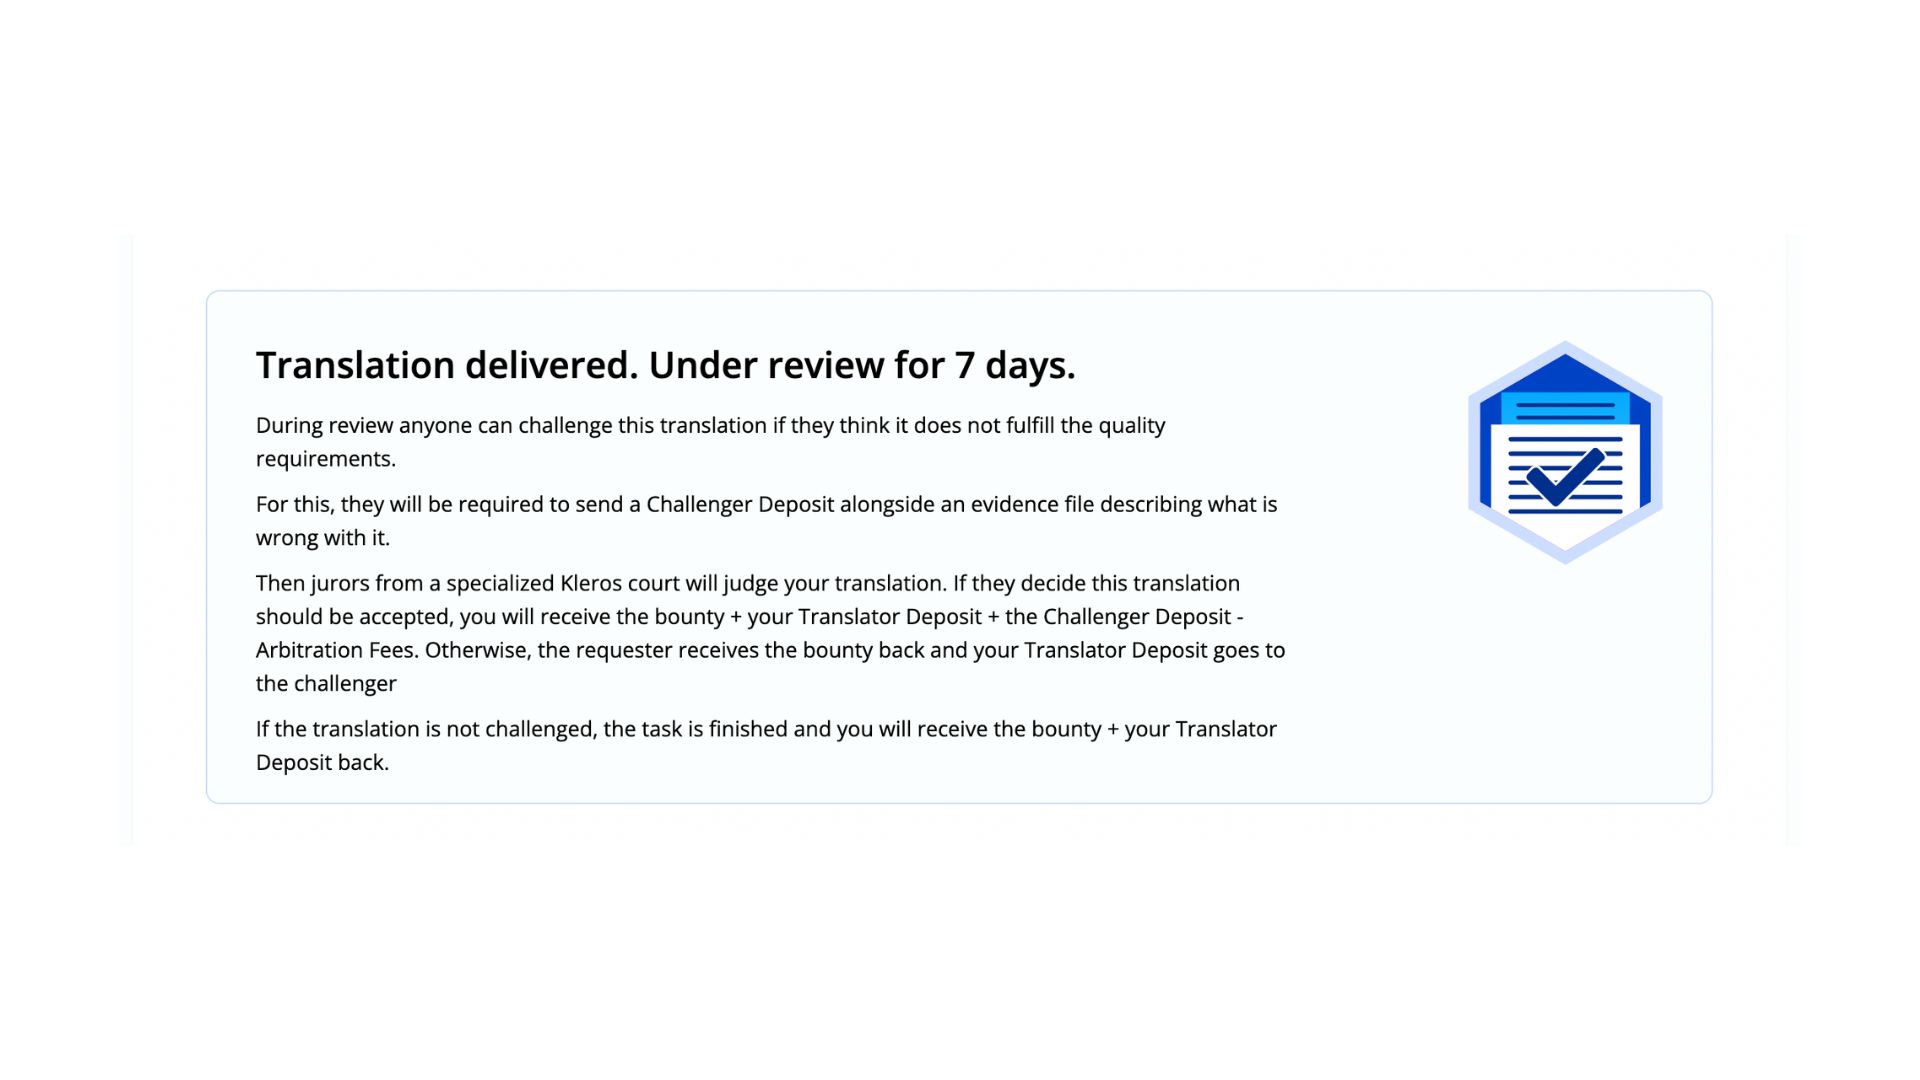 Translation delivered. Under review for 7 days.
During review anyone can challenge this translation if they think it does not fulfill the quality
requirements.
For this, they will be required to send a Challenger Deposit alongside an evidence file describing what is
wrong with it.
Then jurors from a specialized Kleros court will judge your translation. If they decide this translation
should be accepted, you will receive the bounty + your Translator Deposit + the Challenger Deposit -
Arbitration Fees. Otherwise, the requester receives the bounty back and your Translator Deposit goes to
the challenger
If the translation is not challenged, the task is finished and you will receive the bounty + your Translator
Deposit back.